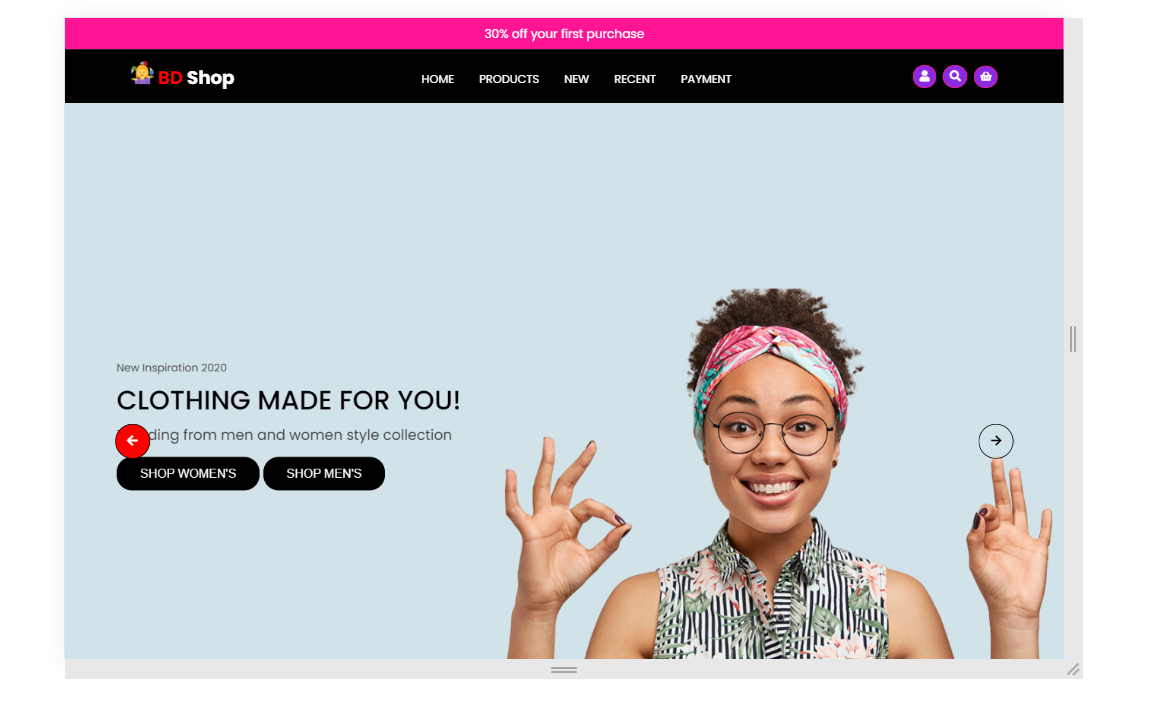 30% off your first purchase
BD Shop
HOME PRODUCTS NEW RECENT PAYMENT
New Inspiration 2020
CLOTHING MADE FOR YOU!
ding from men and women style collection
SHOP WOMEN'S SHOP MEN'S